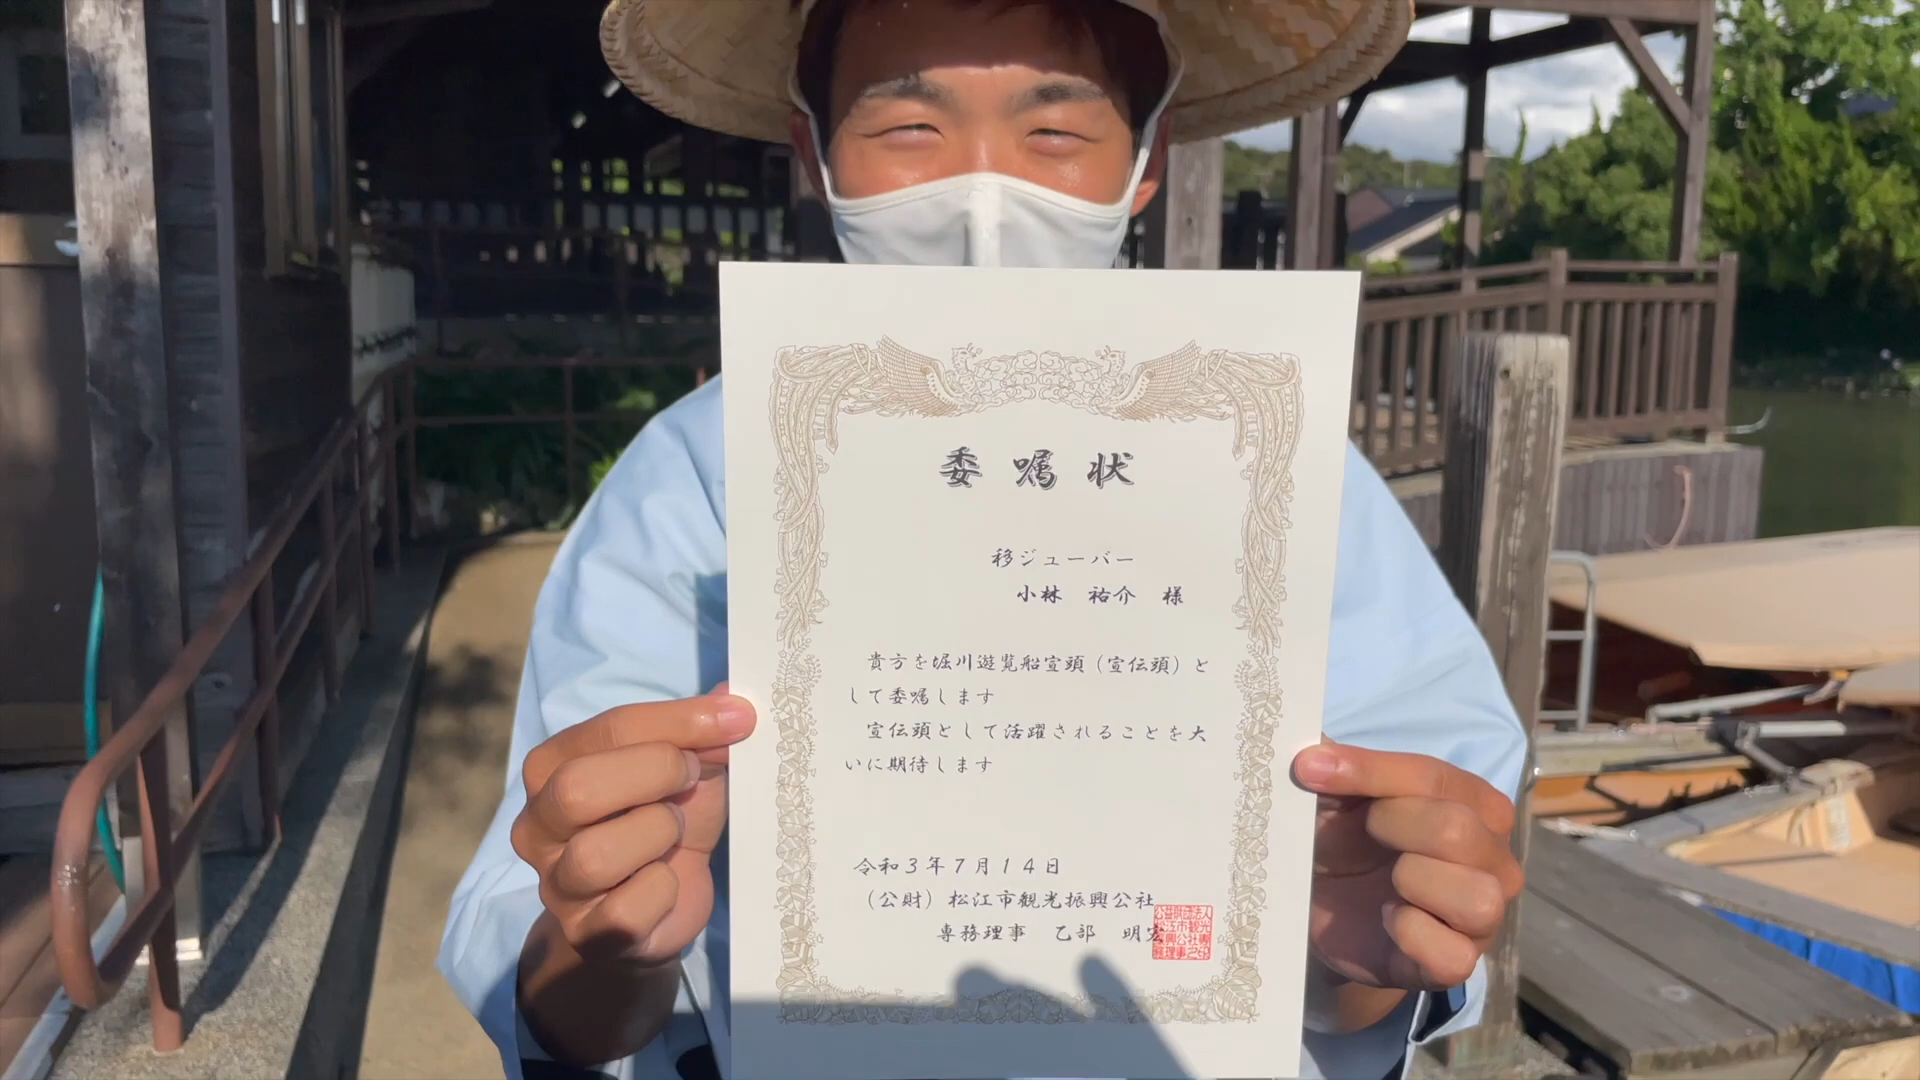 委嘱状
移ジューバー
小林 祐介 様
貴方を堀川遊覧船宣頭（宣伝頭）と
して委嘱します
宣伝頭として活躍されることを大
いに期待します
令和３年７月１４日
（公財）松江市観光振興公社
専務理事 乙部 明宏